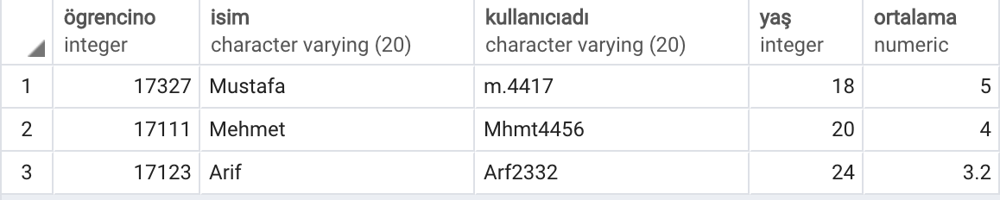 ögrencino isim kullanıcıadı yaş ortalama
integer character varying (20) character varying (20) integer numeric
1 17327 Mustafa m.4417 18 5
2 17111 Mehmet Mhmt4456 20 4
3 17123 Arif Arf2332 24 3.2